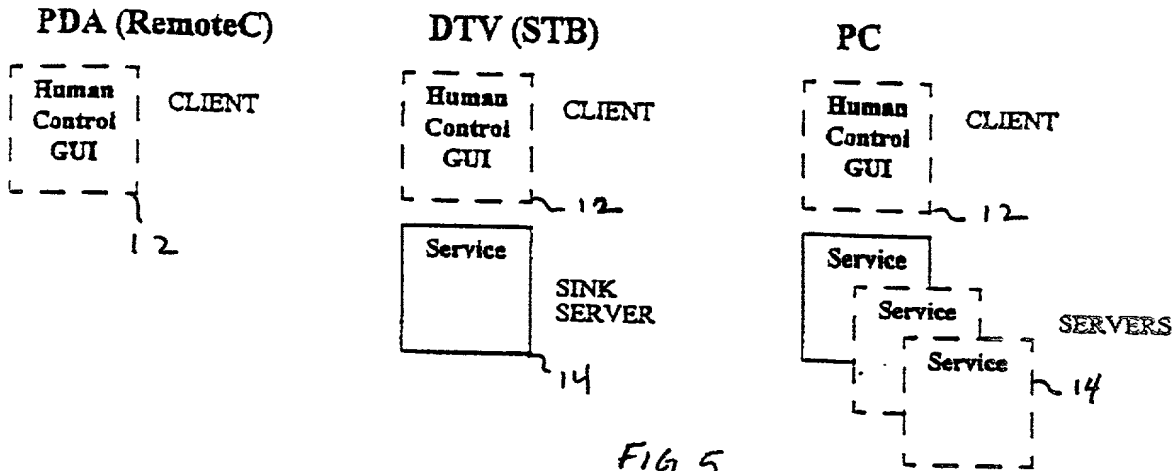 PDA (RemoteC)
Human
Control
GUI
CLIENT
12
DTV (STB)
Human
Control
GUI
CLIENT
12
Service
SINK
SERVER
14
PC
Human
Control
GUI
CLIENT
12
Service
Service
Service
SERVERS
14
FIG 5